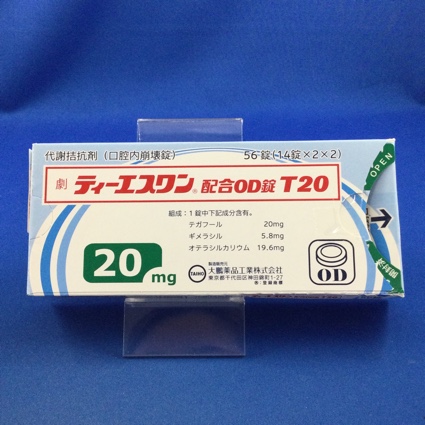 代謝拮抗剤（口腔内崩壊錠）
56錠(14錠×2×2)
劇 ティーエスワン® 配合OD錠 T20
組成：1錠中下記成分含有。
テガフール 20mg
ギメラシル 5.8mg
オテラシルカリウム 19.6mg
20mg
TAIHO
製造販売元
大鵬薬品工業株式会社
東京都千代田区神田錦町1-27
®：登録商標
OD
OPEN